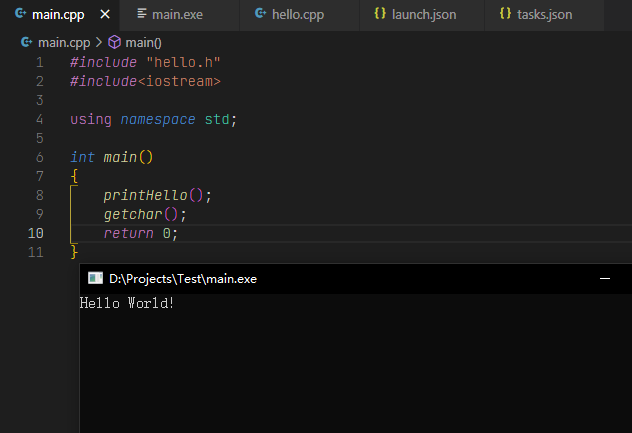 main.cpp main.exe hello.cpp launch.json tasks.json
main.cpp > main()
1 #include "hello.h"
2 #include<iostream>
3
4 using namespace std;
5
6 int main()
7 {
8 printHello();
9 getchar();
10 return 0;
11 }
D:\Projects\Test\main.exe
Hello World!